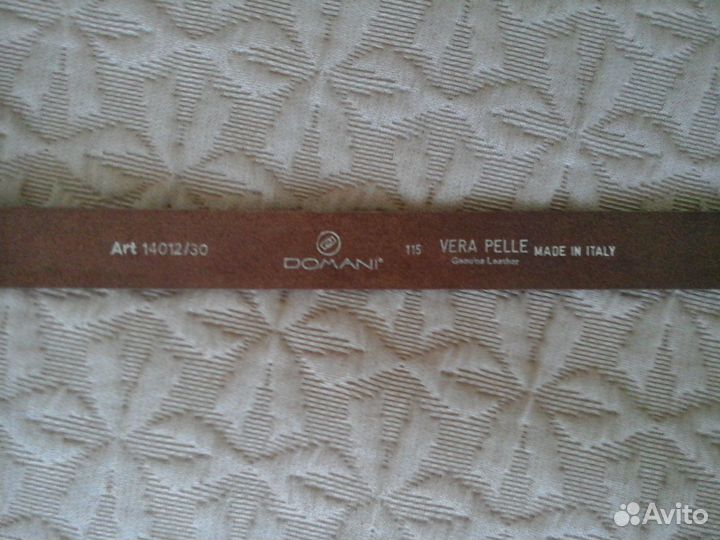 Art 14012/30
DOMANI®
115
VERA PELLE
Genuine Leather
MADE IN ITALY
Avito